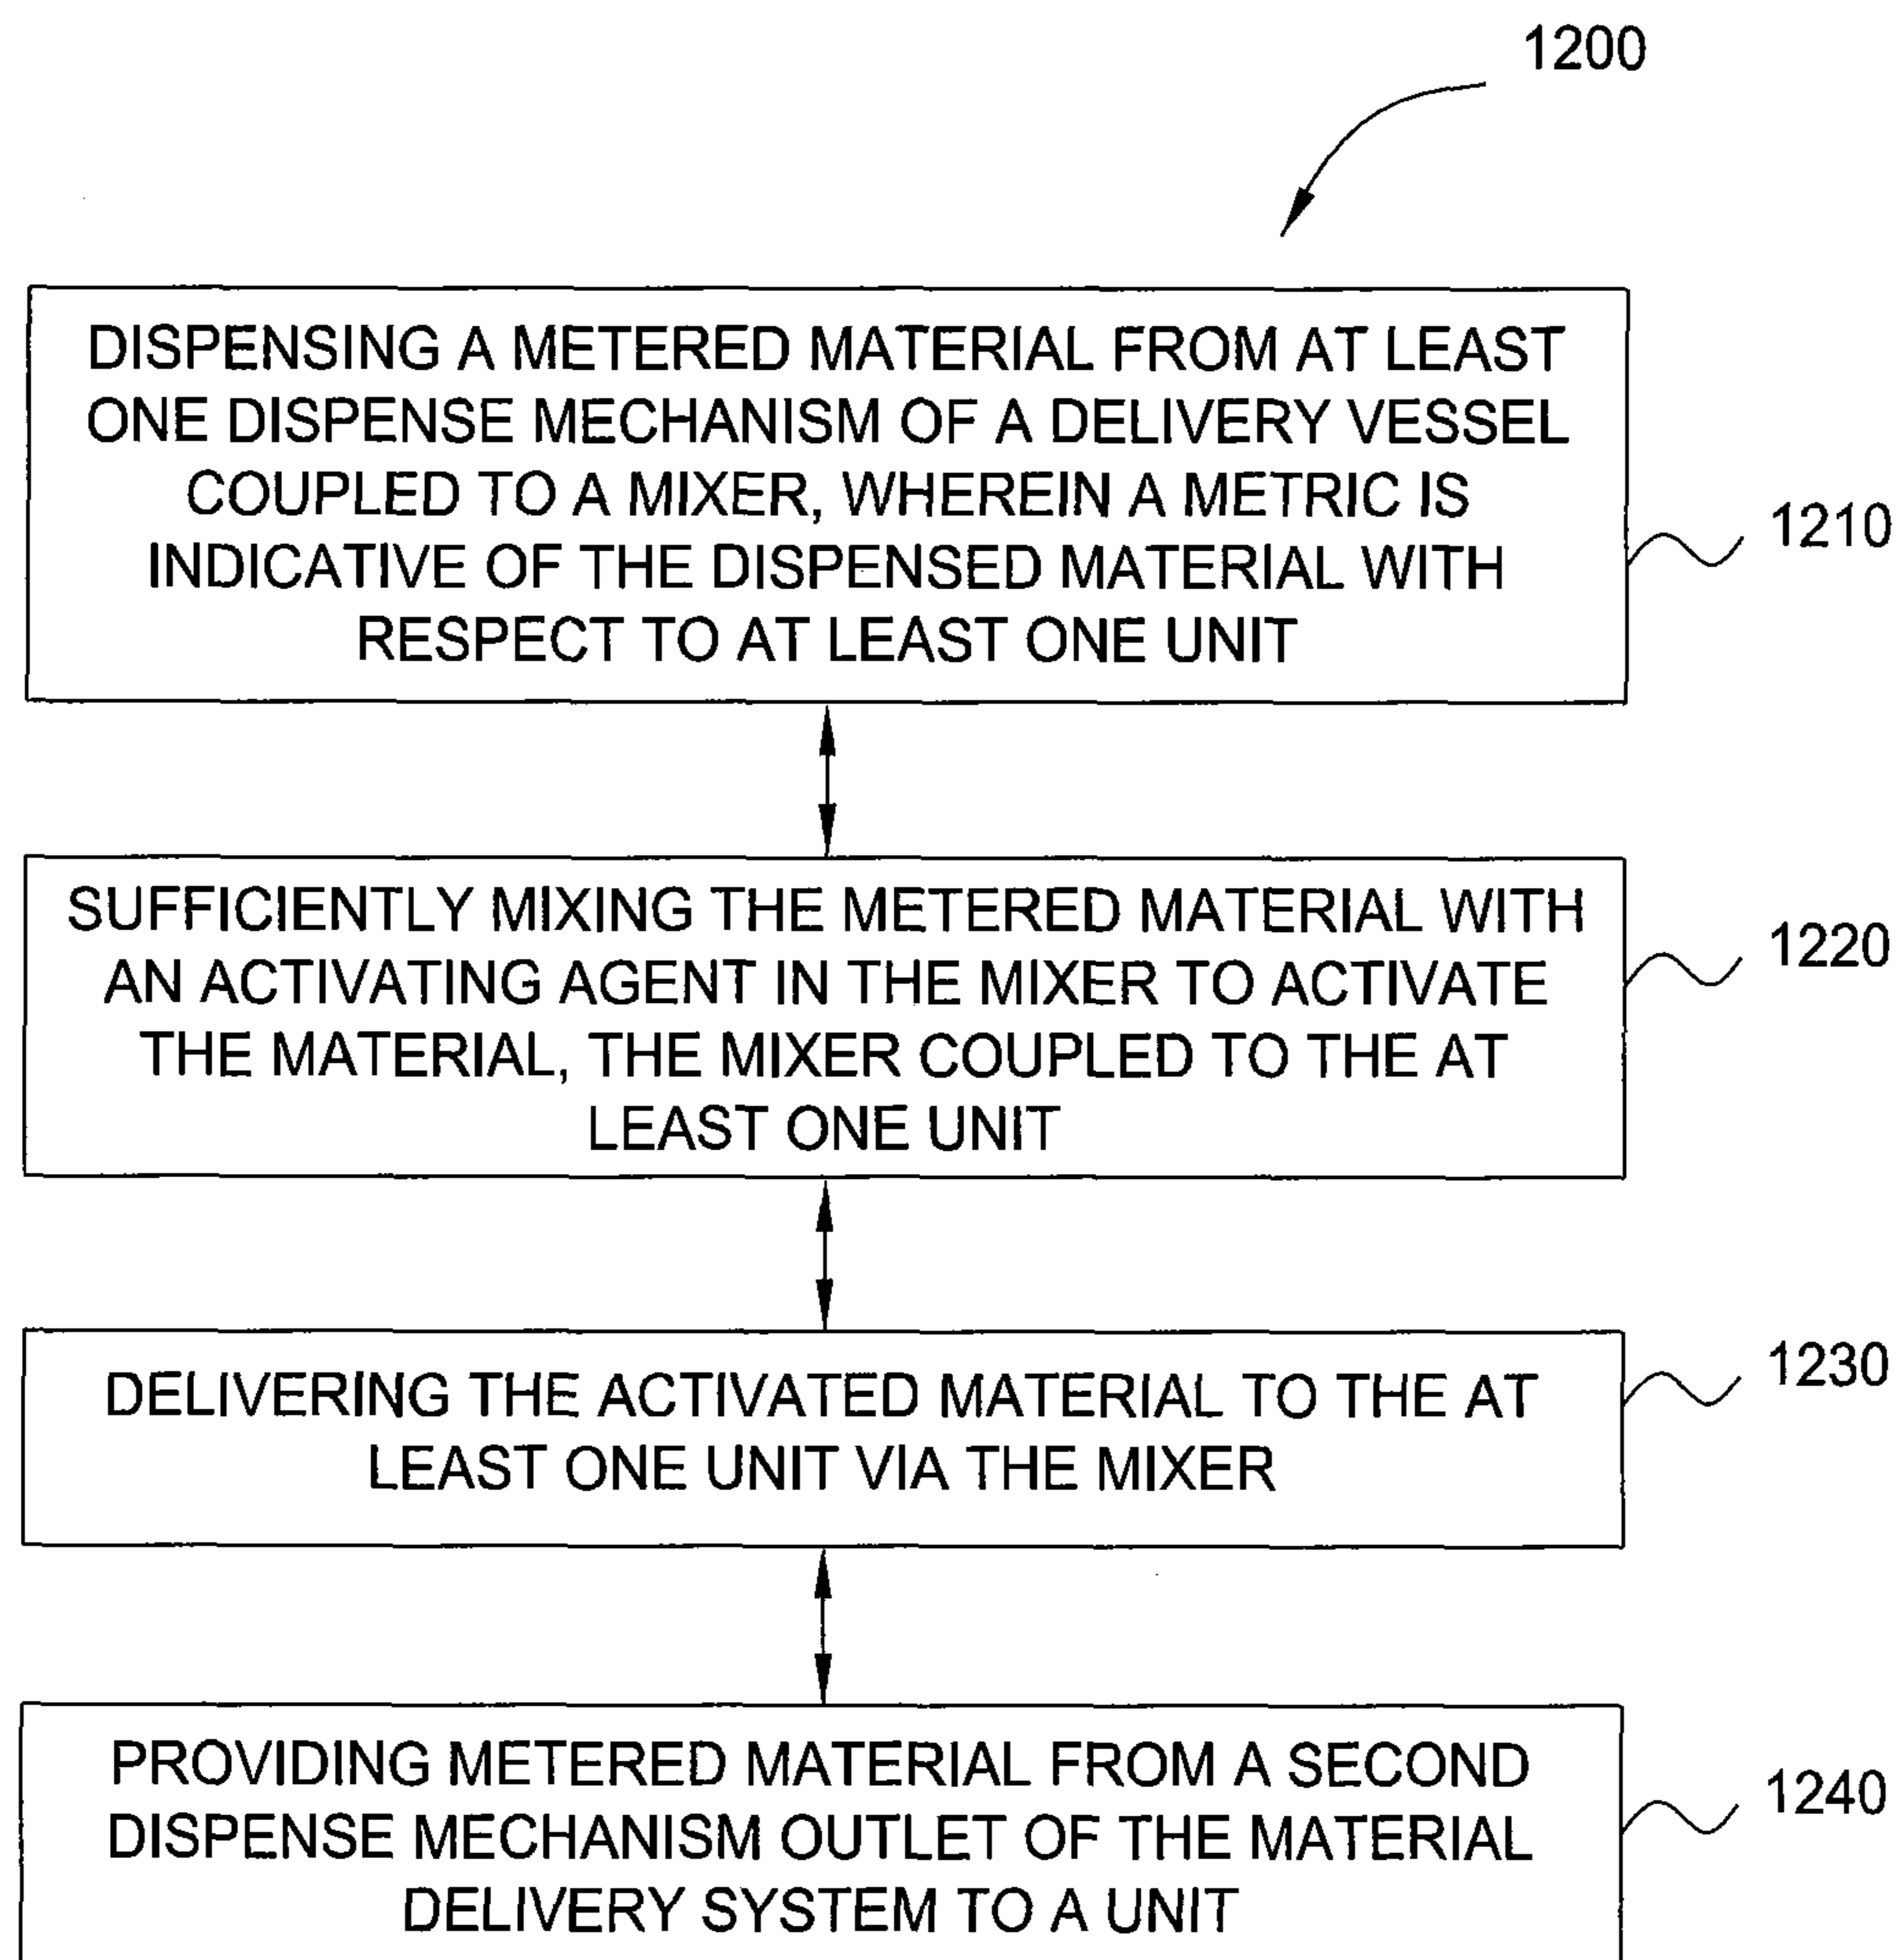 1200
DISPENSING A METERED MATERIAL FROM AT LEAST
ONE DISPENSE MECHANISM OF A DELIVERY VESSEL
COUPLED TO A MIXER, WHEREIN A METRIC IS
INDICATIVE OF THE DISPENSED MATERIAL WITH
RESPECT TO AT LEAST ONE UNIT
1210
SUFFICIENTLY MIXING THE METERED MATERIAL WITH
AN ACTIVATING AGENT IN THE MIXER TO ACTIVATE
THE MATERIAL, THE MIXER COUPLED TO THE AT
LEAST ONE UNIT
1220
DELIVERING THE ACTIVATED MATERIAL TO THE AT
LEAST ONE UNIT VIA THE MIXER
1230
PROVIDING METERED MATERIAL FROM A SECOND
DISPENSE MECHANISM OUTLET OF THE MATERIAL
DELIVERY SYSTEM TO A UNIT
1240